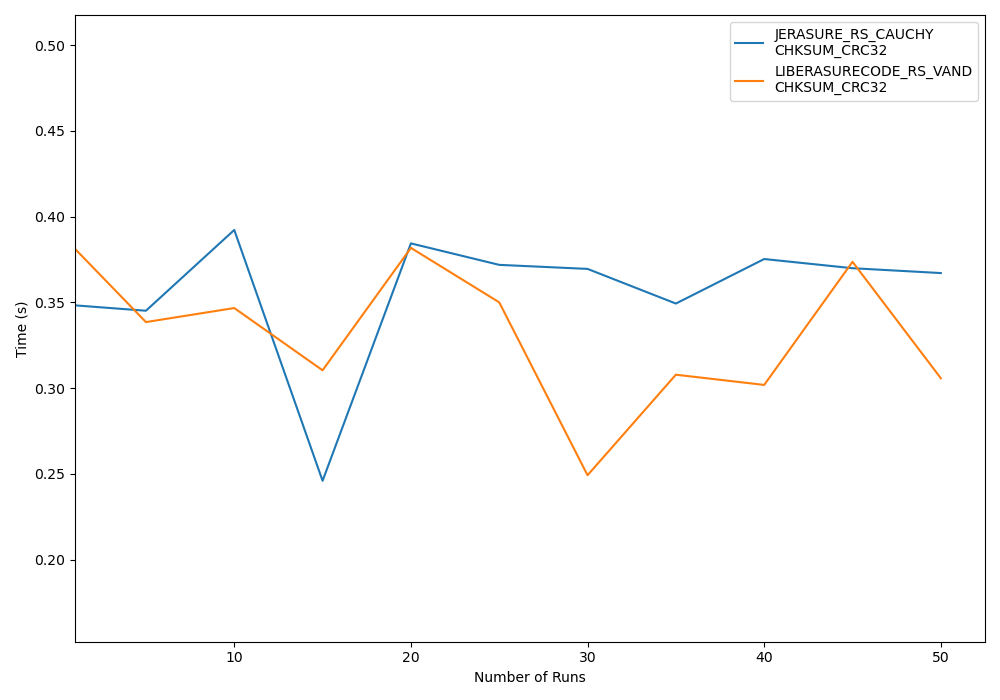 JERASURE_RS_CAUCHY
CHKSUM_CRC32
LIBERASURECODE_RS_VAND
CHKSUM_CRC32
0.50
0.45
0.40
0.35
0.30
0.25
0.20
Time (s)
10 20 30 40 50
Number of Runs